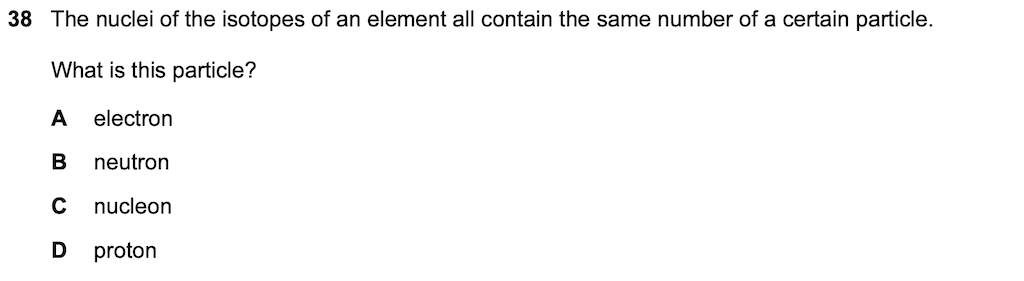 38 The nuclei of the isotopes of an element all contain the same number of a certain particle.
What is this particle?
A electron
B neutron
C nucleon
D proton